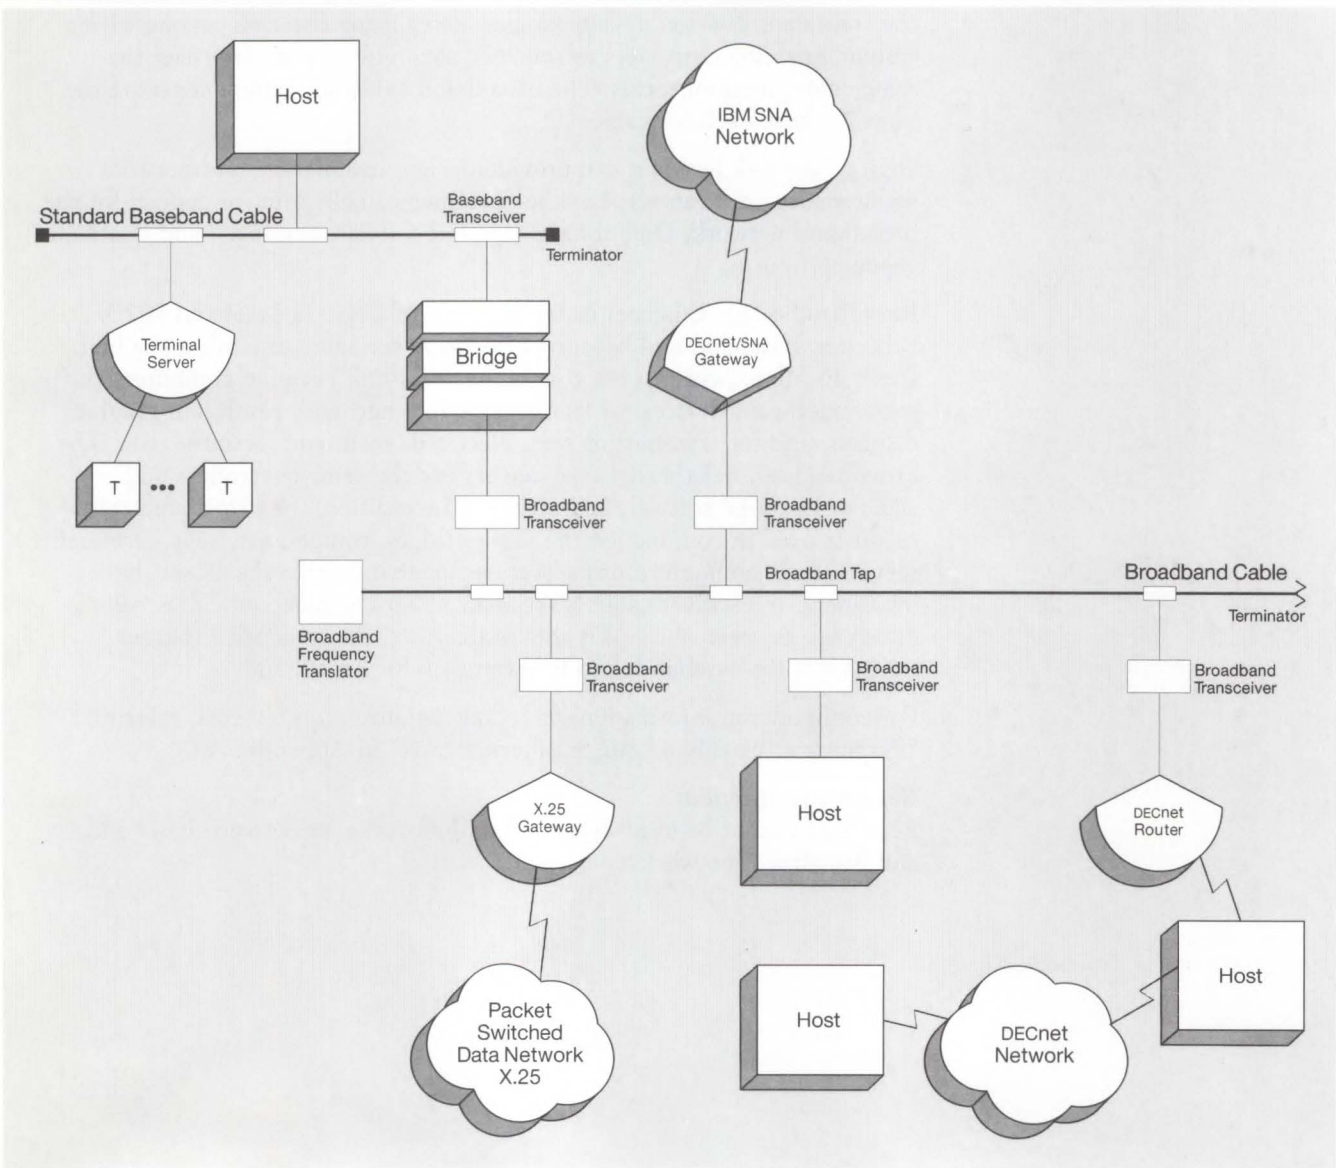 Host
IBM SNA
Network
Standard Baseband Cable
Baseband
Transceiver
Terminator
Terminal
Server
Bridge
DECnet/SNA
Gateway
T
•••
T
Broadband
Transceiver
Broadband
Transceiver
Broadband Tap
Broadband Cable
Terminator
Broadband
Frequency
Translator
Broadband
Transceiver
Broadband
Transceiver
Broadband
Transceiver
X.25
Gateway
Host
DECnet
Router
Host
Packet
Switched
Data Network
X.25
Host
DECnet
Network